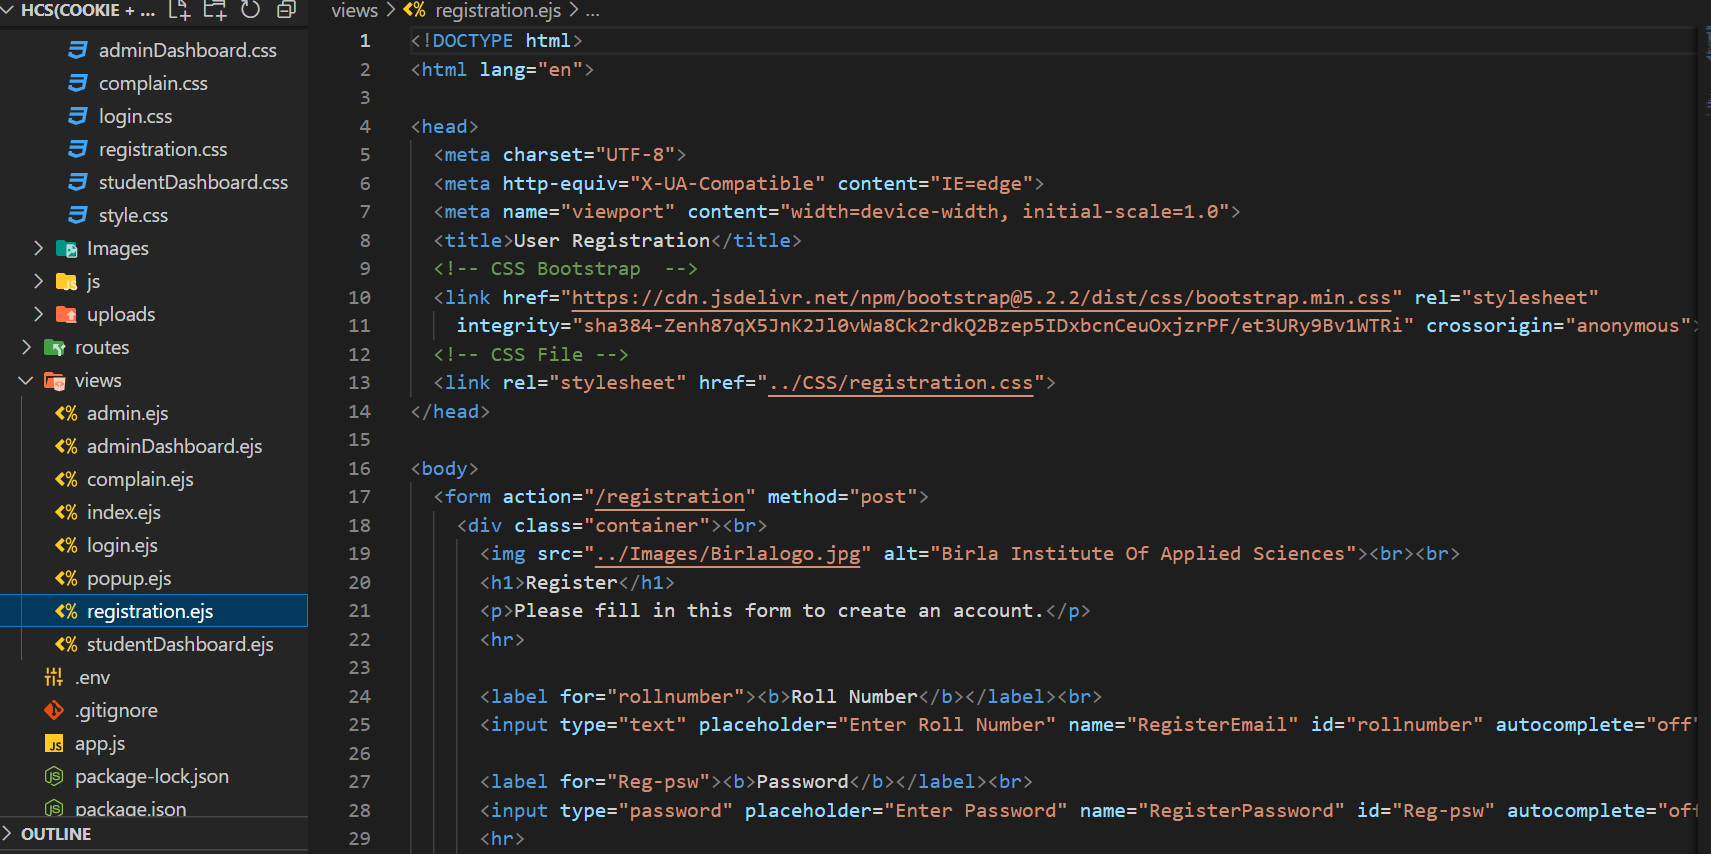 HCS(COOKIE + ...
adminDashboard.css
complain.css
login.css
registration.css
studentDashboard.css
style.css
Images
js
uploads
routes
views
admin.ejs
adminDashboard.ejs
complain.ejs
index.ejs
login.ejs
popup.ejs
registration.ejs
studentDashboard.ejs
.env
.gitignore
app.js
package-lock.json
package.json
OUTLINE
views > registration.ejs > ...
1 <!DOCTYPE html>
2 <html lang="en">
3
4 <head>
5 <meta charset="UTF-8">
6 <meta http-equiv="X-UA-Compatible" content="IE=edge">
7 <meta name="viewport" content="width=device-width, initial-scale=1.0">
8 <title>User Registration</title>
9 <!-- CSS Bootstrap  -->
10 <link href="https://cdn.jsdelivr.net/npm/bootstrap@5.2.2/dist/css/bootstrap.min.css" rel="stylesheet"
11 integrity="sha384-Zenh87qX5JnK2Jl0vWa8Ck2rdkQ2Bzep5IDxbcnCeuOxjzrPF/et3URy9Bv1WTRi" crossorigin="anonymous">
12 <!-- CSS File -->
13 <link rel="stylesheet" href="../CSS/registration.css">
14 </head>
15
16 <body>
17 <form action="/registration" method="post">
18 <div class="container"><br>
19 <img src="../Images/Birlalogo.jpg" alt="Birla Institute Of Applied Sciences"><br><br>
20 <h1>Register</h1>
21 <p>Please fill in this form to create an account.</p>
22 <hr>
23
24 <label for="rollnumber"><b>Roll Number</b></label><br>
25 <input type="text" placeholder="Enter Roll Number" name="RegisterEmail" id="rollnumber" autocomplete="off"
26
27 <label for="Reg-psw"><b>Password</b></label><br>
28 <input type="password" placeholder="Enter Password" name="RegisterPassword" id="Reg-psw" autocomplete="off
29 <hr>